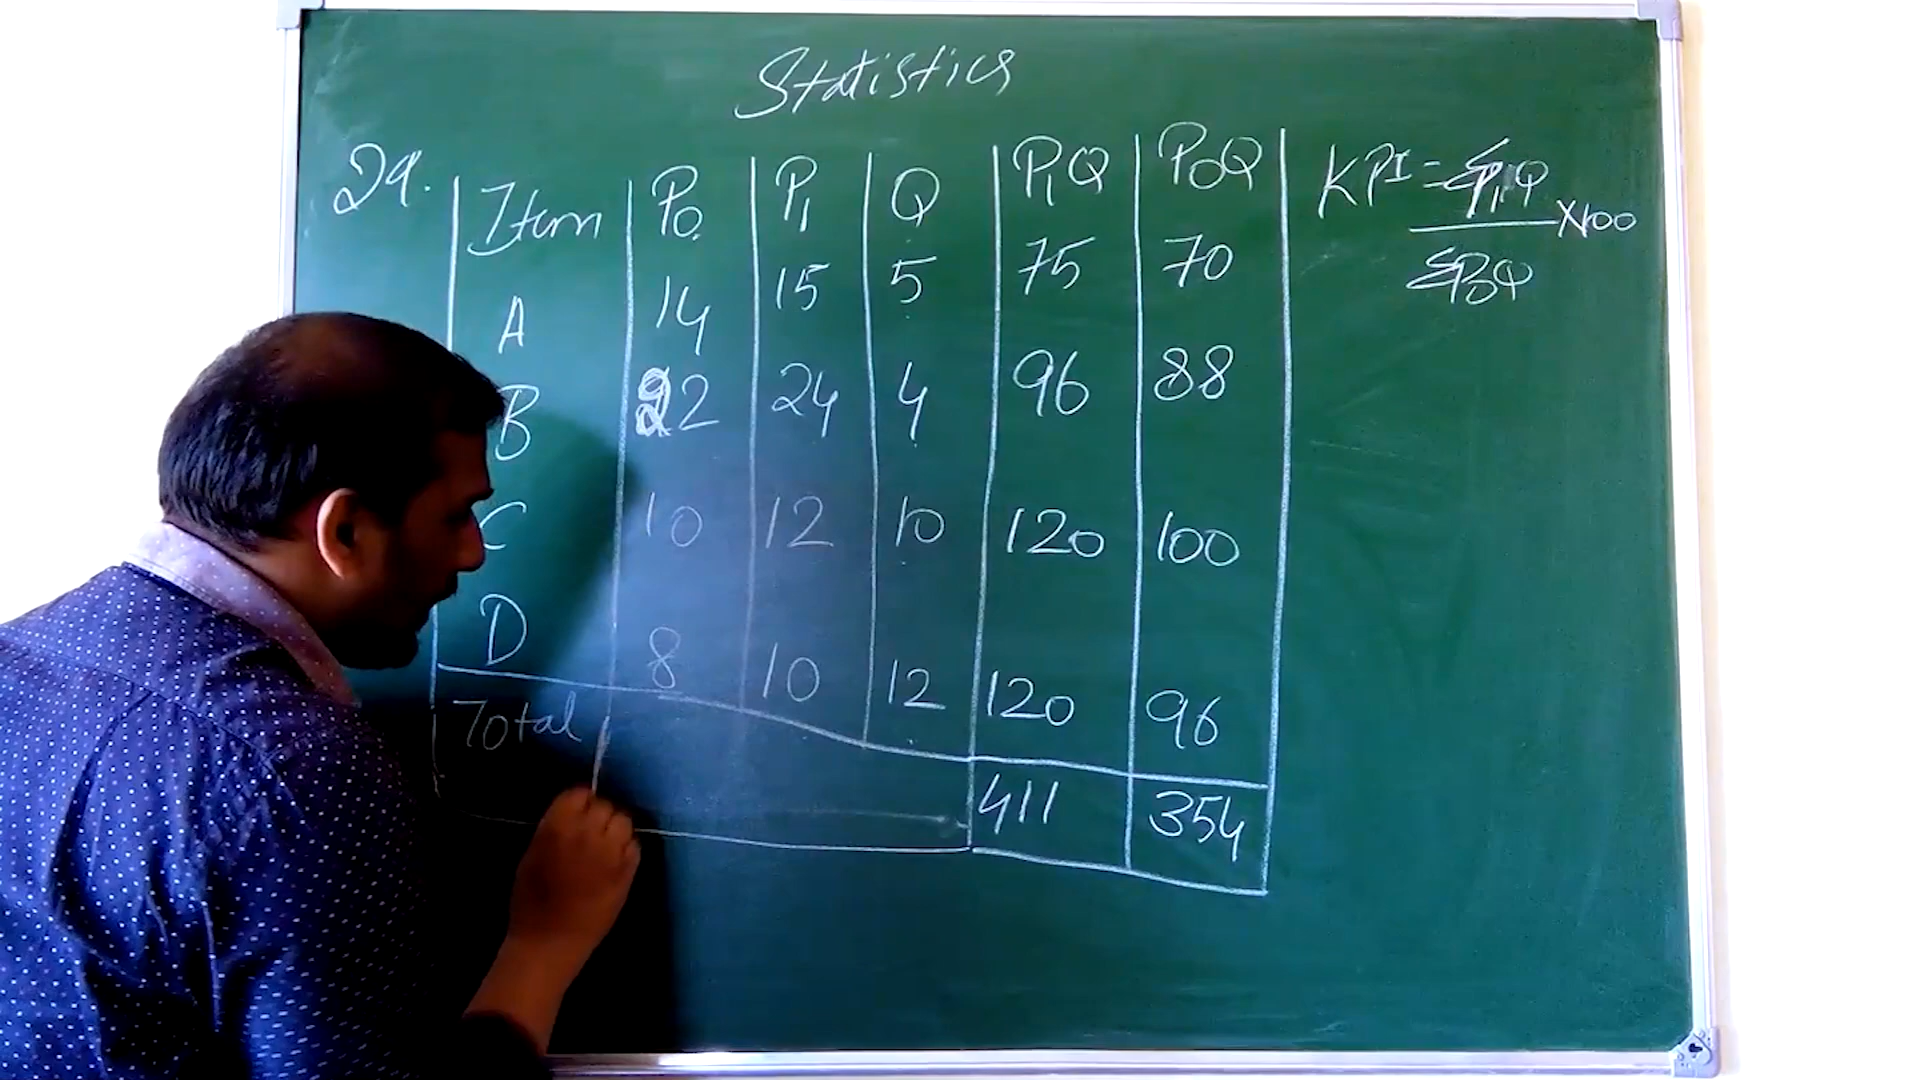 Statistics
29. Item P₀ P₁ Q P₁Q P₀Q KPI = ΣP₁Q
A 14 15 5 75 70 ×100
ΣP₀Q
B 22 24 4 96 88
C 10 12 10 120 100
D 8 10 12 120 96
Total 411 354